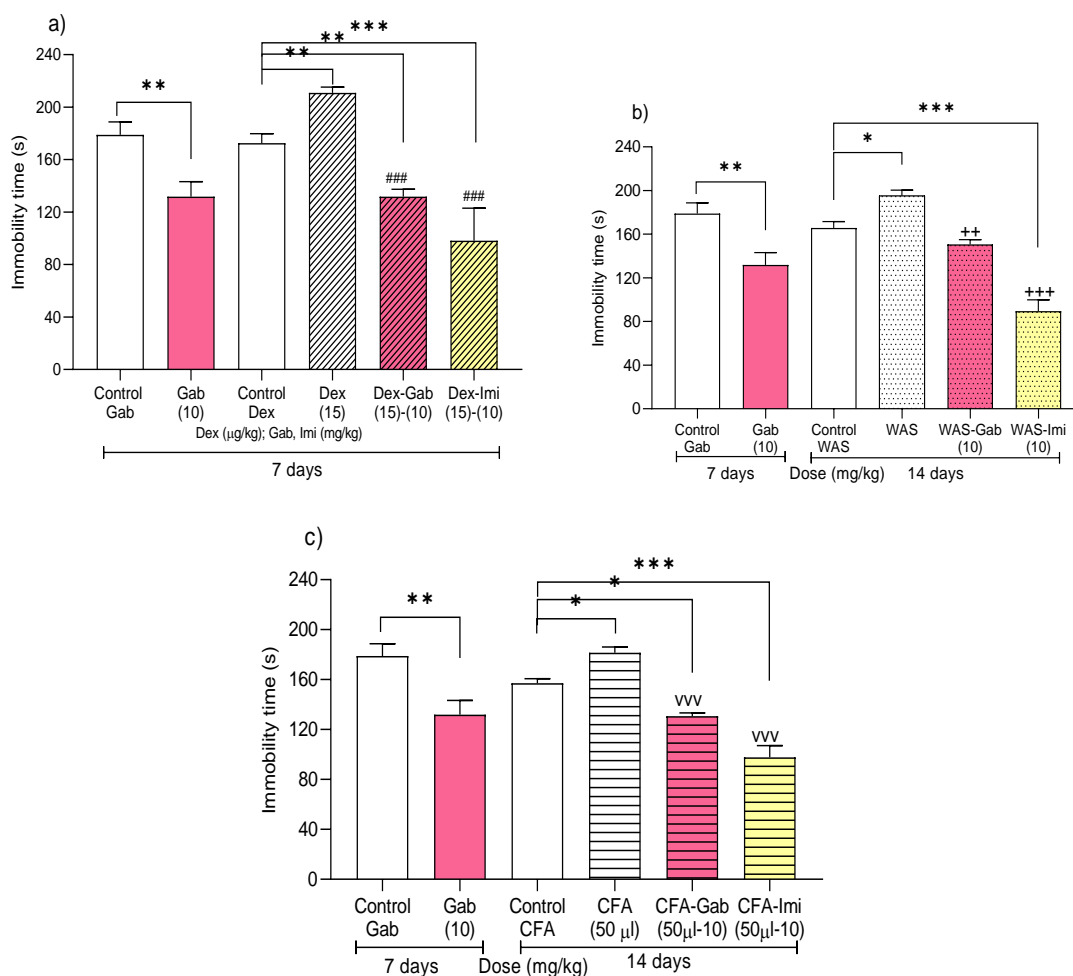 a)
***
**
**
**
###
###
Immobility time (s)
240
200
160
120
80
40
0
Control Gab (10) Control Dex (15) Dex-Gab (15)-(10) Dex-Imi (15)-(10)
Gab Dex
Dex (µg/kg); Gab, Imi (mg/kg)
7 days
b)
***
*
**
++
+++
Immobility time (s)
240
200
160
120
80
40
0
Control Gab
Gab (10)
Control WAS
WAS
WAS-Gab (10)
WAS-Imi (10)
7 days Dose (mg/kg) 14 days
c)
***
*
*
**
vvv
vvv
Immobility time (s)
240
200
160
120
80
40
0
Control Gab
Gab (10)
Control CFA
CFA (50 µl)
CFA-Gab (50µl-10)
CFA-Imi (50µl-10)
7 days Dose (mg/kg) 14 days